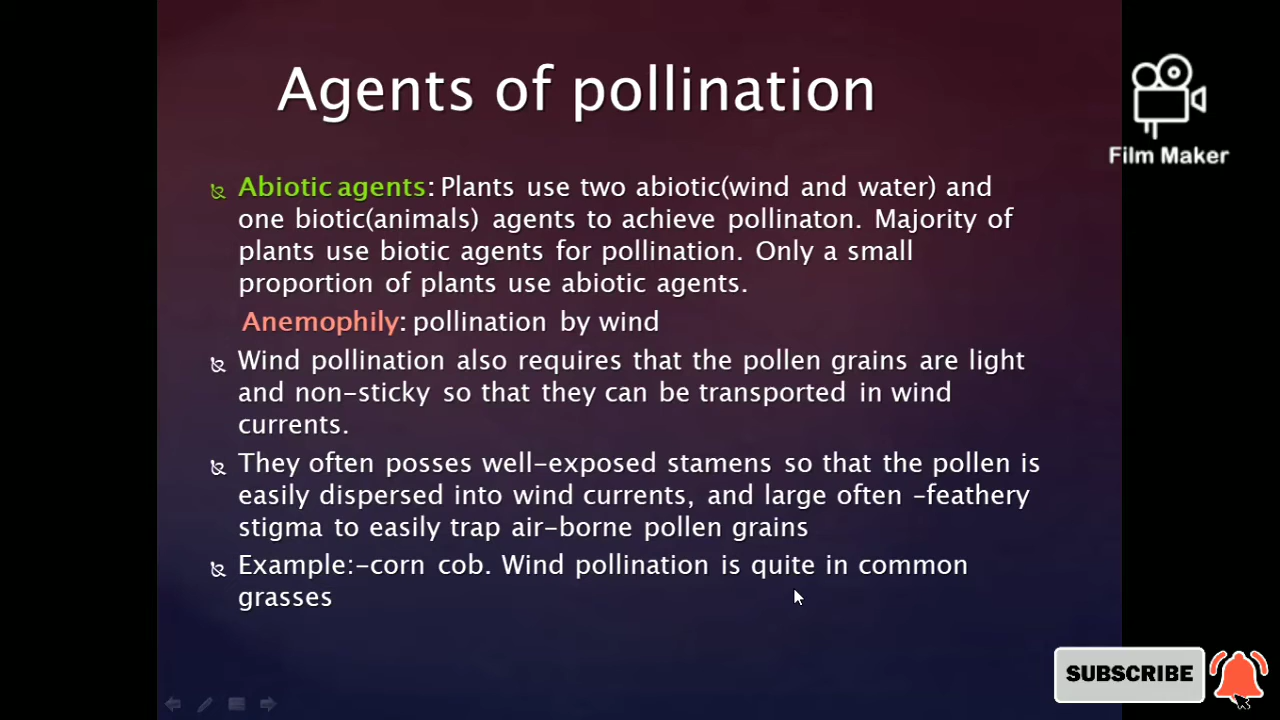 Agents of pollination
Film Maker
Abiotic agents: Plants use two abiotic(wind and water) and
one biotic(animals) agents to achieve pollinaton. Majority of
plants use biotic agents for pollination. Only a small
proportion of plants use abiotic agents.
Anemophily: pollination by wind
Wind pollination also requires that the pollen grains are light
and non-sticky so that they can be transported in wind
currents.
They often posses well-exposed stamens so that the pollen is
easily dispersed into wind currents, and large often –feathery
stigma to easily trap air-borne pollen grains
Example:-corn cob. Wind pollination is quite in common
grasses
SUBSCRIBE